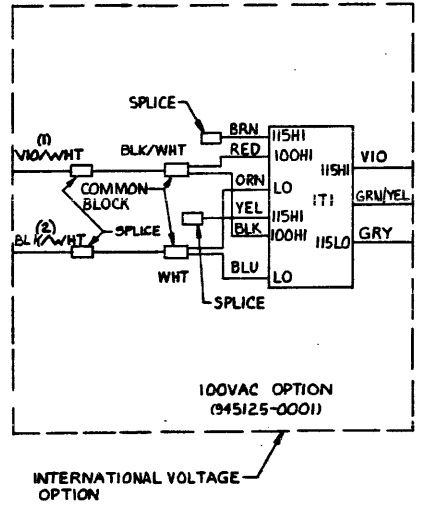 SPLICE
BRN
115HI
(1)
VIO/WHT
BLK/WHT
RED
100HI
115HI
VIO
COMMON
BLOCK
ORN
LO
1T1
GRN/YEL
YEL
115HI
(2)
BLK/WHT
SPLICE
BLK
100HI
115LO
GRY
WHT
BLU
LO
SPLICE
100VAC OPTION
(945125-0001)
INTERNATIONAL VOLTAGE
OPTION